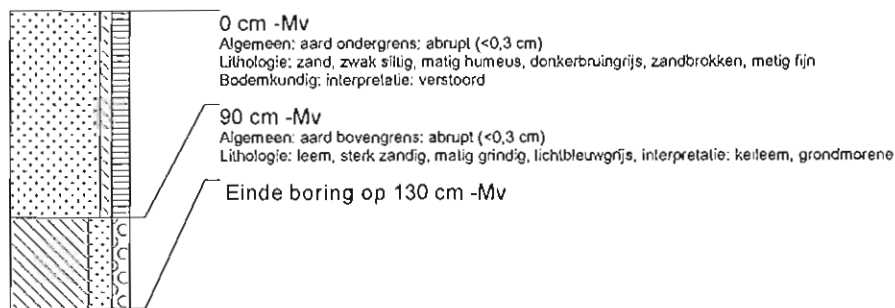 0 cm -Mv
Algemeen: aard ondergrens: abrupt (<0,3 cm)
Lithologie: zand, zwak siltig, matig humeus, donkerbruingrijs, zandbrokken, metig fijn
Bodemkundig: interpretatie: verstoord
90 cm -Mv
Algemeen: aard bovengrens: abrupt (<0,3 cm)
Lithologie: leem, sterk zandig, matig grindig, lichtblauwgrijs, interpretatie: keileem, grondmorene
Einde boring op 130 cm -Mv